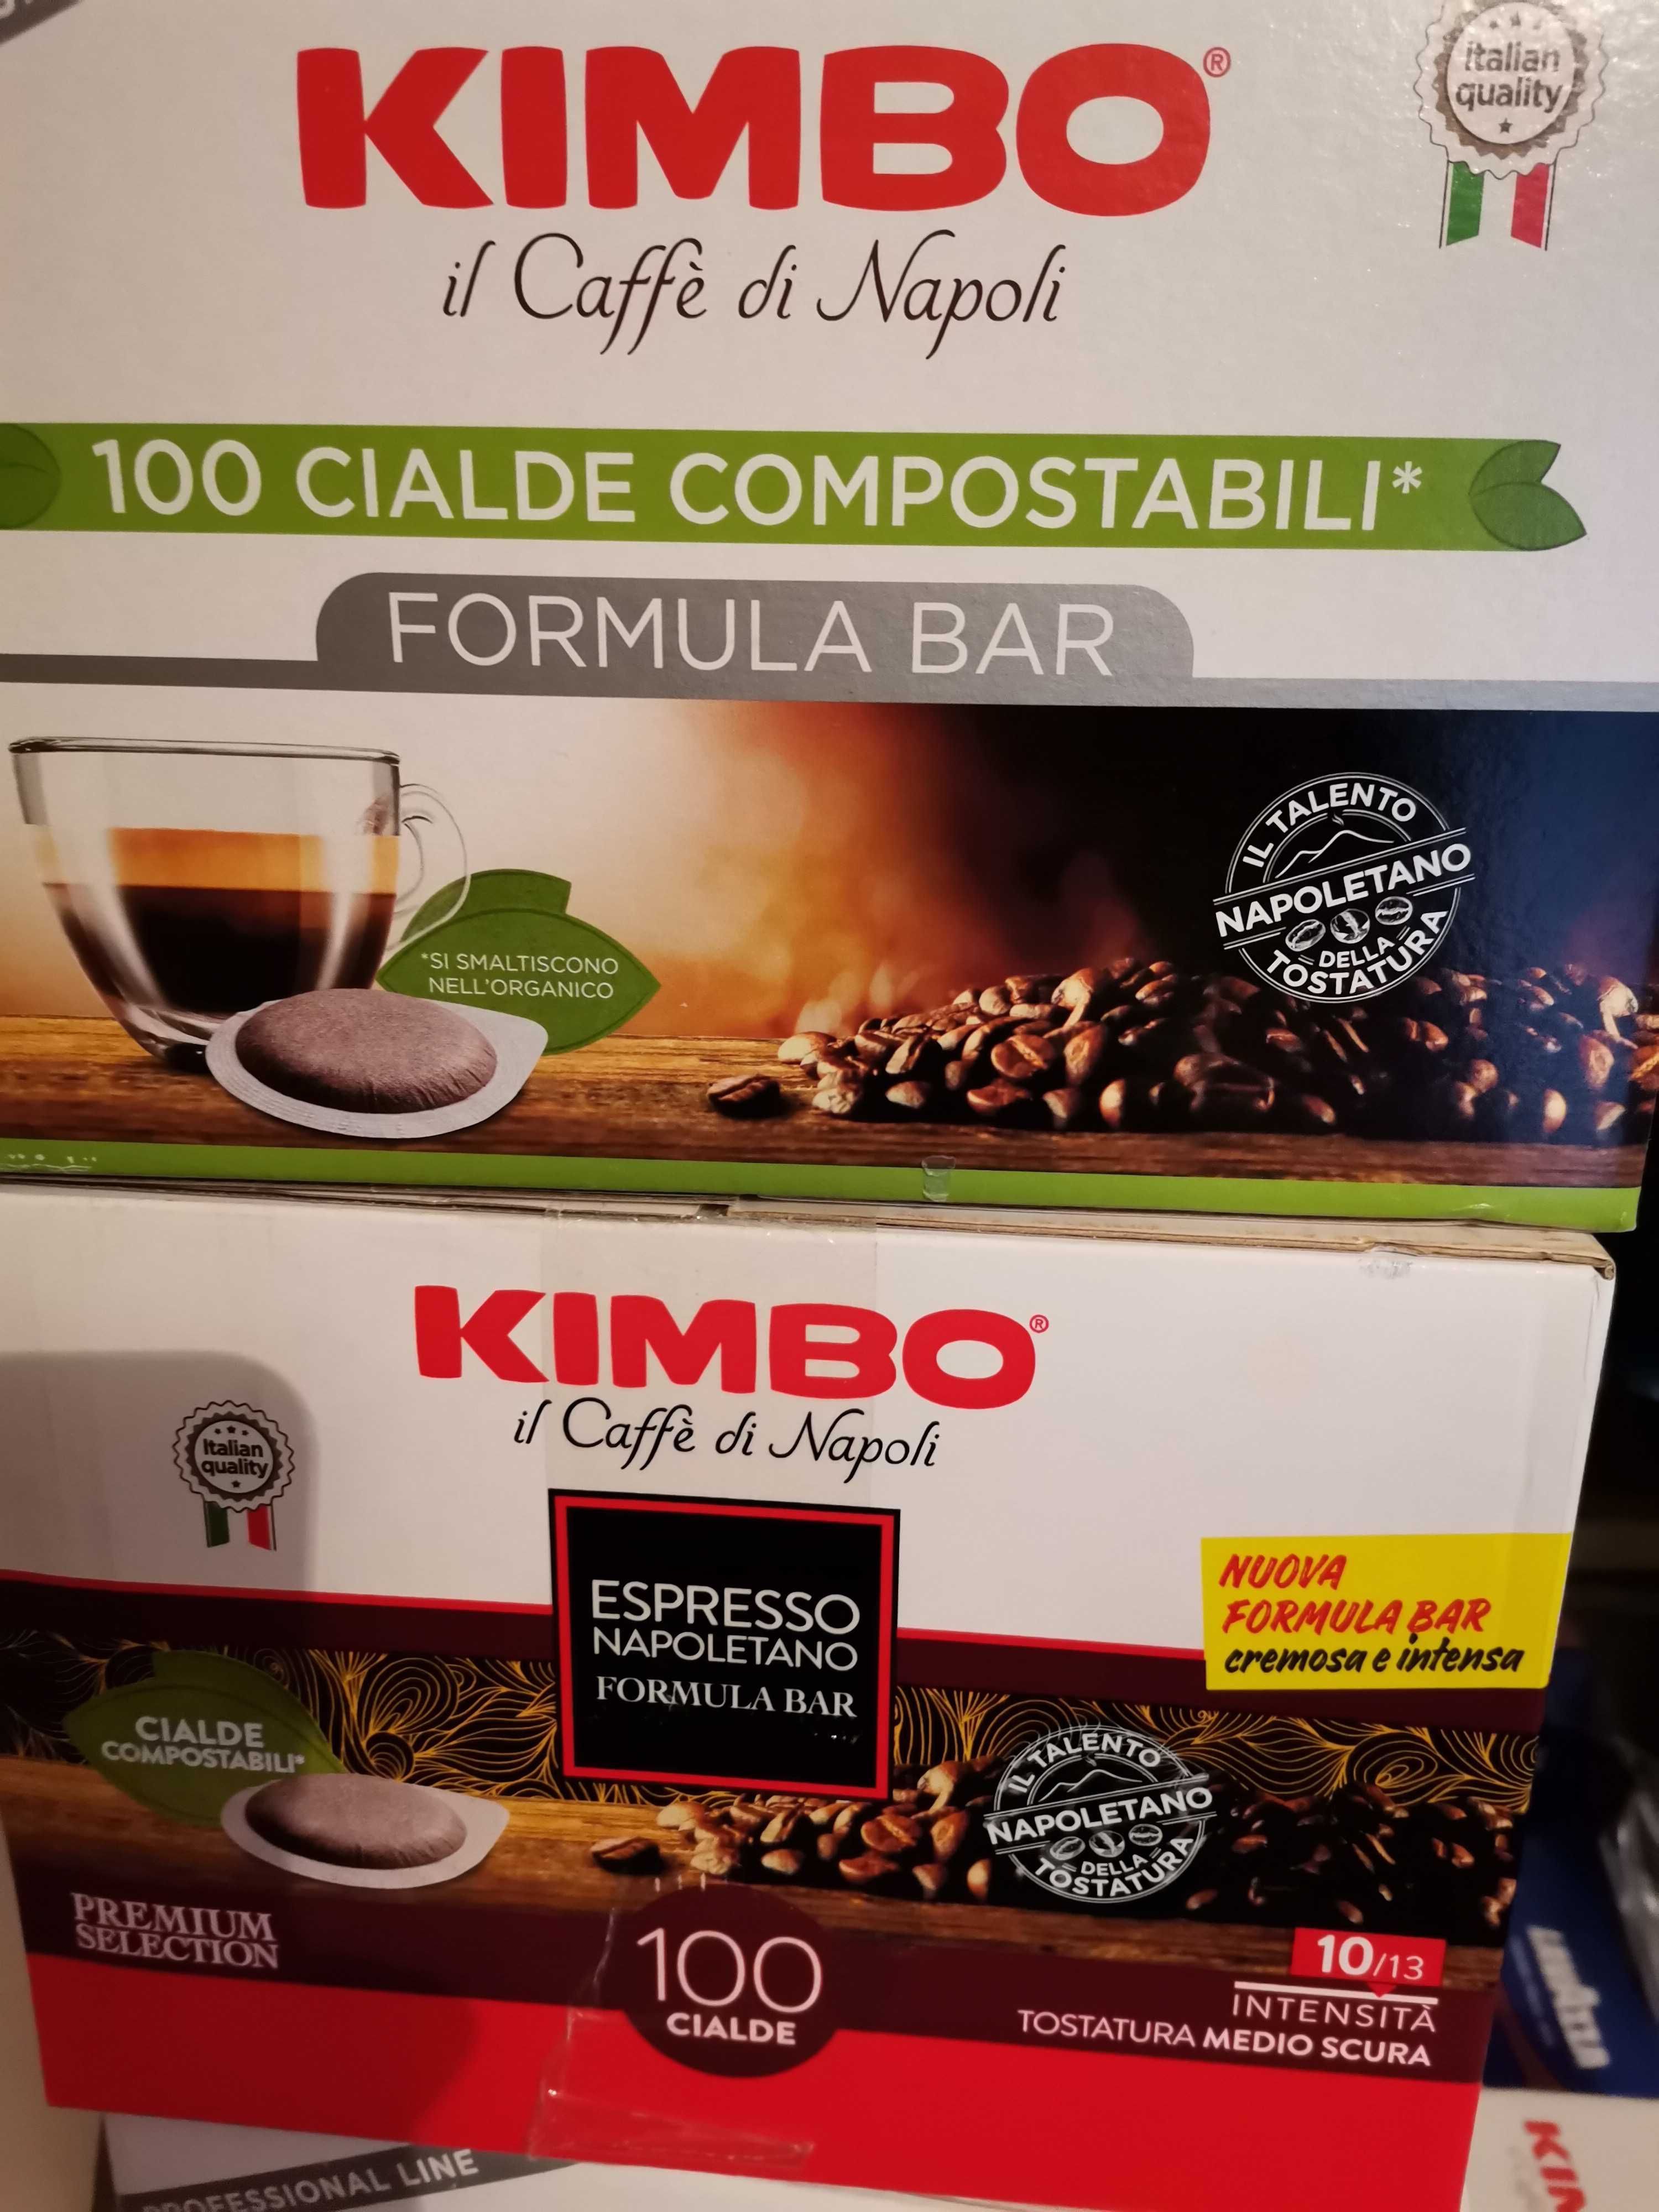 KIMBO®
il Caffè di Napoli
italian
quality
100 CIALDE COMPOSTABILI*
FORMULA BAR
IL TALENTO
NAPOLETANO
DELLA
TOSTATURA
*SI SMALTISCONO
NELL'ORGANICO
KIMBO®
il Caffè di Napoli
Italian
quality
ESPRESSO
NAPOLETANO
FORMULA BAR
NUOVA
FORMULA BAR
cremosa e intensa
CIALDE
COMPOSTABILI*
IL TALENTO
NAPOLETANO
DELLA
TOSTATURA
PREMIUM
SELECTION
100
CIALDE
10/13
INTENSITÀ
TOSTATURA MEDIO SCURA
PROFESSIONAL LINE